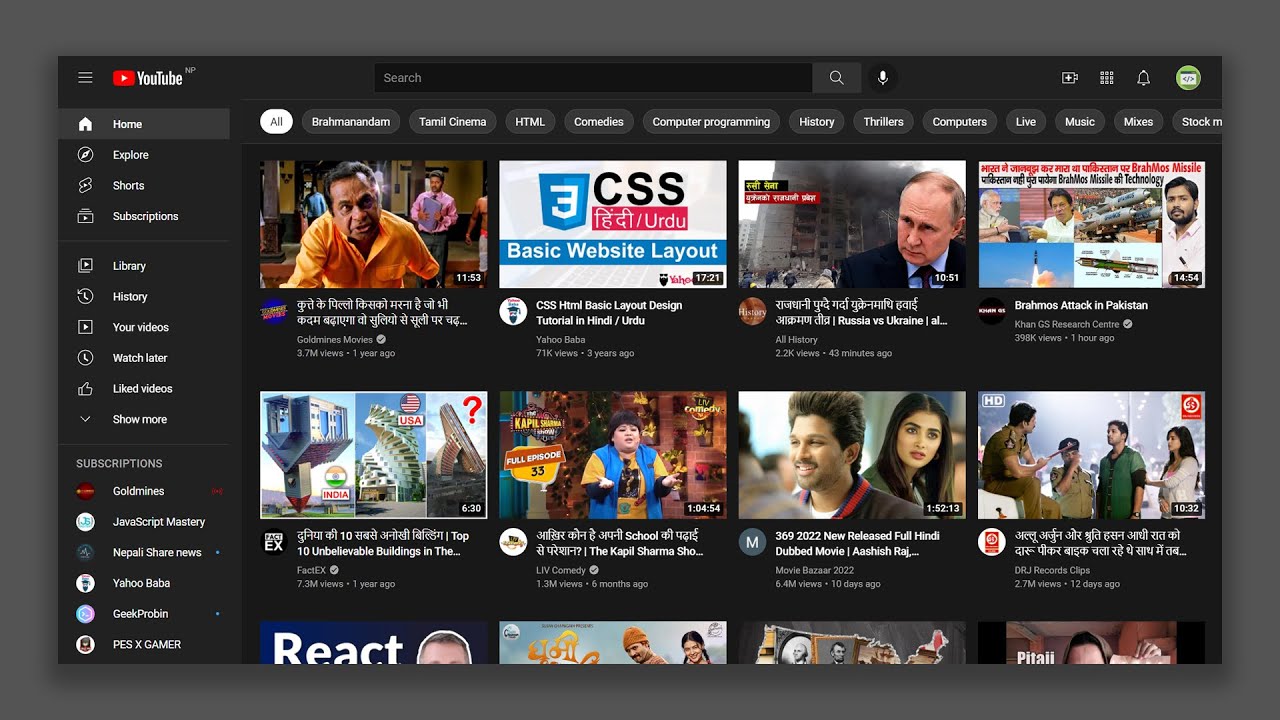 YouTube NP
Search
Home
Explore
Shorts
Subscriptions
Library
History
Your videos
Watch later
Liked videos
Show more
SUBSCRIPTIONS
Goldmines
JavaScript Mastery
Nepali Share news
Yahoo Baba
GeekProbin
PES X GAMER
All
Brahmanandam
Tamil Cinema
HTML
Comedies
Computer programming
History
Thrillers
Computers
Live
Music
Mixes
Stock m
11:53
कुत्ते के पिल्लो किसको मरना है जो भी
कदम बढ़ाएगा वो सुलियो से सूली पर चढ़...
Goldmines Movies
3.7M views • 1 year ago
3
CSS
हिंदी/Urdu
Basic Website Layout
17:21
CSS Html Basic Layout Design
Tutorial in Hindi / Urdu
Yahoo Baba
71K views • 3 years ago
रुसी सेना
युक्रेनको राजधानी प्रवेश
10:51
History
राजधानी पुग्दै गर्दा युक्रेनमाथि हवाई
आक्रमण तीव्र | Russia vs Ukraine | al...
All History
2.2K views • 43 minutes ago
भारत ने जानबूझ कर मारा था पाकिस्तान पर BrahMos Missile
पाकिस्तान नही चुरा पायेगा BrahMos Missile की Technology
14:54
KHAN GS
Brahmos Attack in Pakistan
Khan GS Research Centre
398K views • 1 hour ago
USA
?
INDIA
6:30
FACT
EX
दुनिया की 10 सबसे अनोखी बिल्डिंग | Top
10 Unbelievable Buildings in The...
FactEX
7.3M views • 1 year ago
The
KAPIL SHARMA
Show
FULL EPISODE
33
LIV
Comedy
1:04:54
आख़िर कौन है अपनी School की पढ़ाई
से परेशान? | The Kapil Sharma Sho...
LIV Comedy
1.3M views • 6 months ago
1:52:13
M
369 2022 New Released Full Hindi
Dubbed Movie | Aashish Raj,...
Movie Bazaar 2022
6.4M views • 10 days ago
HD
10:32
अल्लू अर्जुन ओर श्रुति हसन आधी रात को
दारू पीकर बाइक चला रहे थे साथ में तब...
DRJ Records Clips
2.7M views • 12 days ago
React
घुमी
Pitaji